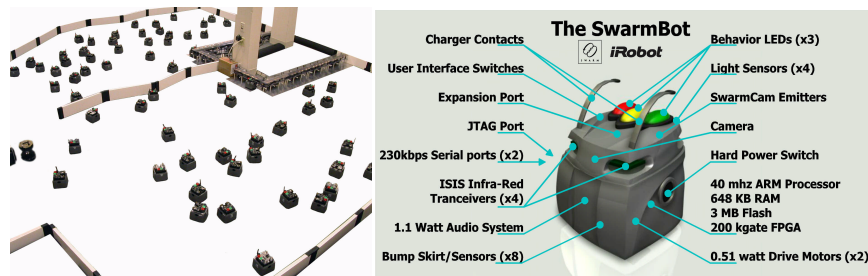 The SwarmBot
iRobot
Charger Contacts
User Interface Switches
Expansion Port
JTAG Port
230kbps Serial ports (x2)
ISIS Infra-Red
Tranceivers (x4)
1.1 Watt Audio System
Bump Skirt/Sensors (x8)
Behavior LEDs (x3)
Light Sensors (x4)
SwarmCam Emitters
Camera
Hard Power Switch
40 mhz ARM Processor
648 KB RAM
3 MB Flash
200 kgate FPGA
0.51 watt Drive Motors (x2)